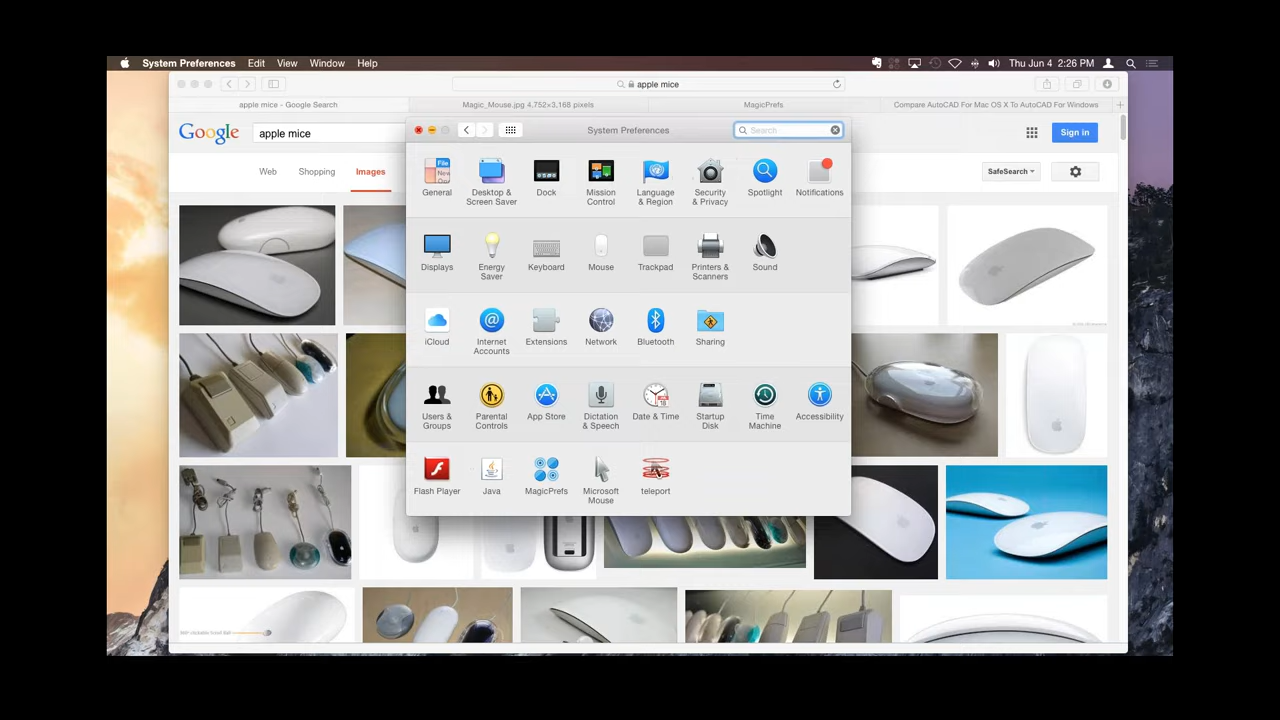 System Preferences Edit View Window Help Thu Jun 4 2:26 PM
apple mice
apple mice - Google Search Magic_Mouse.jpg 4,752×3,168 pixels MagicPrefs Compare AutoCAD For Mac OS X To AutoCAD For Windows
Google apple mice Sign in
System Preferences Search
Web Shopping Images SafeSearch
General Desktop & Screen Saver Dock Mission Control Language & Region Security & Privacy Spotlight Notifications
Displays Energy Saver Keyboard Mouse Trackpad Printers & Scanners Sound
iCloud Internet Accounts Extensions Network Bluetooth Sharing
Users & Groups Parental Controls App Store Dictation & Speech Date & Time Startup Disk Time Machine Accessibility
Flash Player Java MagicPrefs Microsoft Mouse teleport